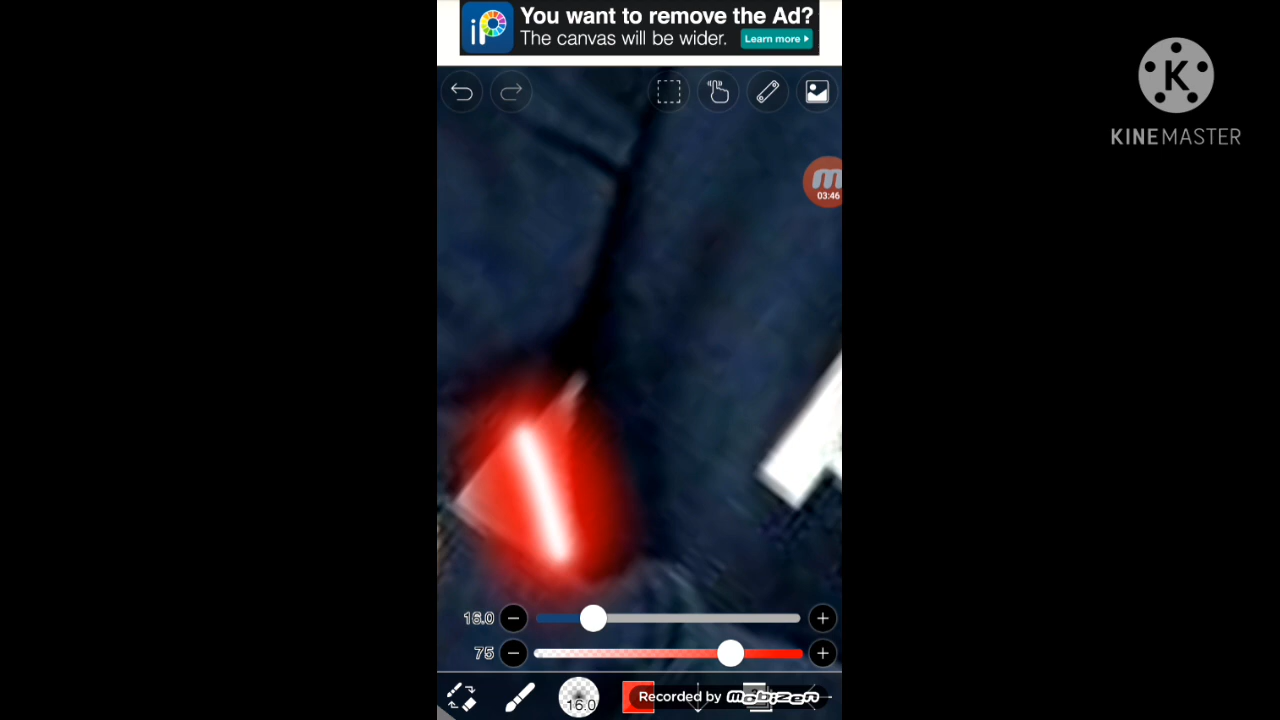 You want to remove the Ad?
The canvas will be wider.
Learn more
K
KINEMASTER
03:46
16.0
75
16.0
Recorded by mobizen